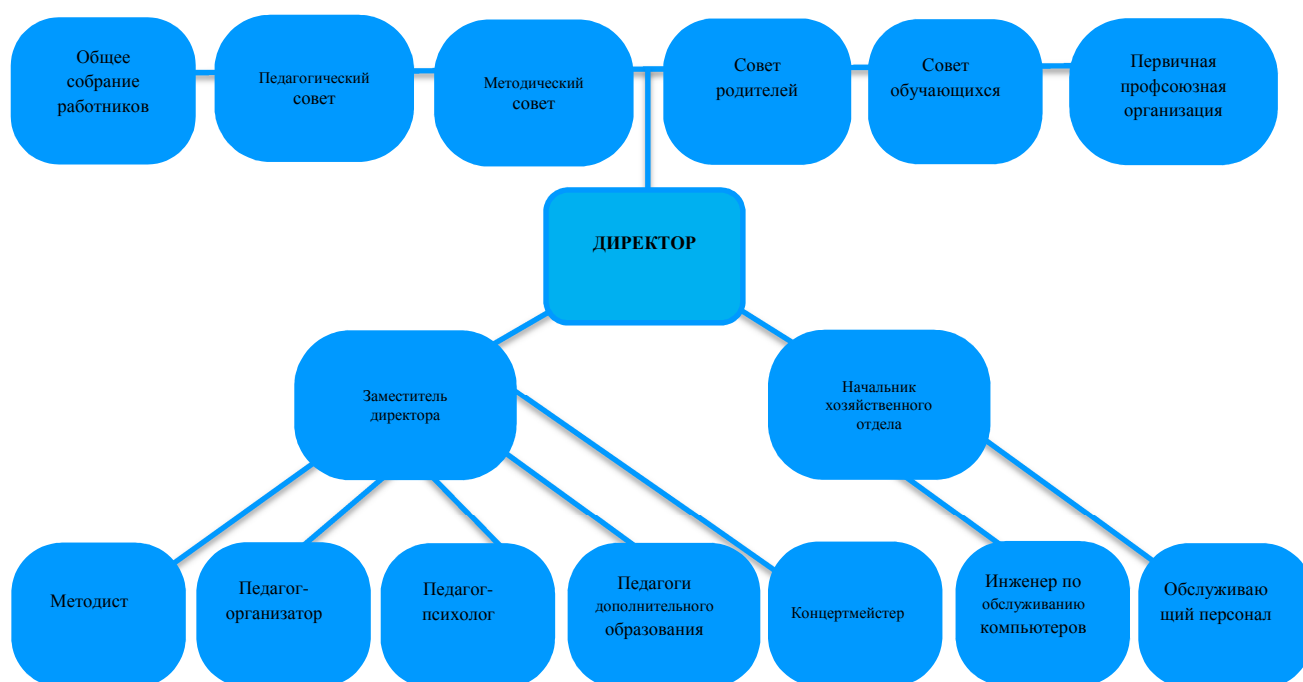 Общее
собрание
работников
Педагогический
совет
Методический
совет
Совет
родителей
Совет
обучающихся
Первичная
профсоюзная
организация
ДИРЕКТОР
Заместитель
директора
Начальник
хозяйственного
отдела
Методист
Педагог-
организатор
Педагог-
психолог
Педагоги
дополнительного
образования
Концертмейстер
Инженер по
обслуживанию
компьютеров
Обслуживаю
щий персонал